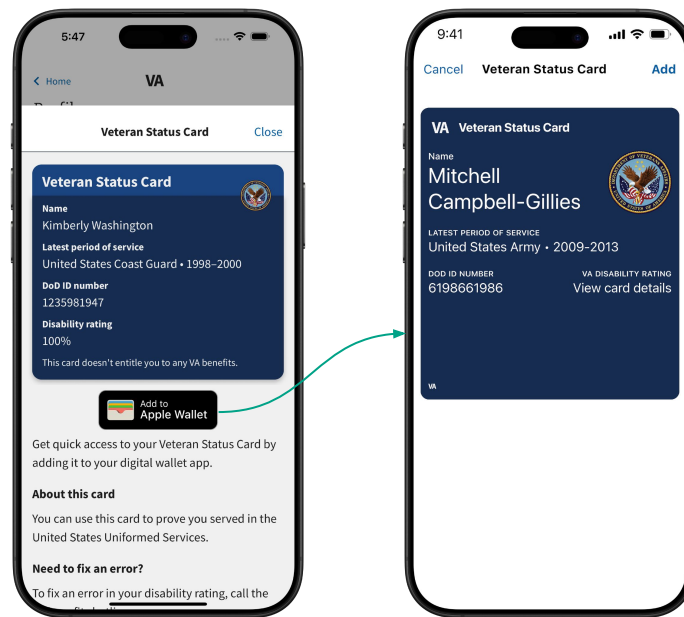 5:47
Home
VA
Veteran Status Card
Close
Veteran Status Card
Name
Kimberly Washington
Latest period of service
United States Coast Guard • 1998–2000
DoD ID number
1235981947
Disability rating
100%
This card doesn't entitle you to any VA benefits.
Add to
Apple Wallet
Get quick access to your Veteran Status Card by
adding it to your digital wallet app.
About this card
You can use this card to prove you served in the
United States Uniformed Services.
Need to fix an error?
To fix an error in your disability rating, call the
9:41
Cancel
Veteran Status Card
Add
VA Veteran Status Card
Name
Mitchell
Campbell-Gillies
LATEST PERIOD OF SERVICE
United States Army • 2009-2013
DOD ID NUMBER
VA DISABILITY RATING
6198661986
View card details
VA